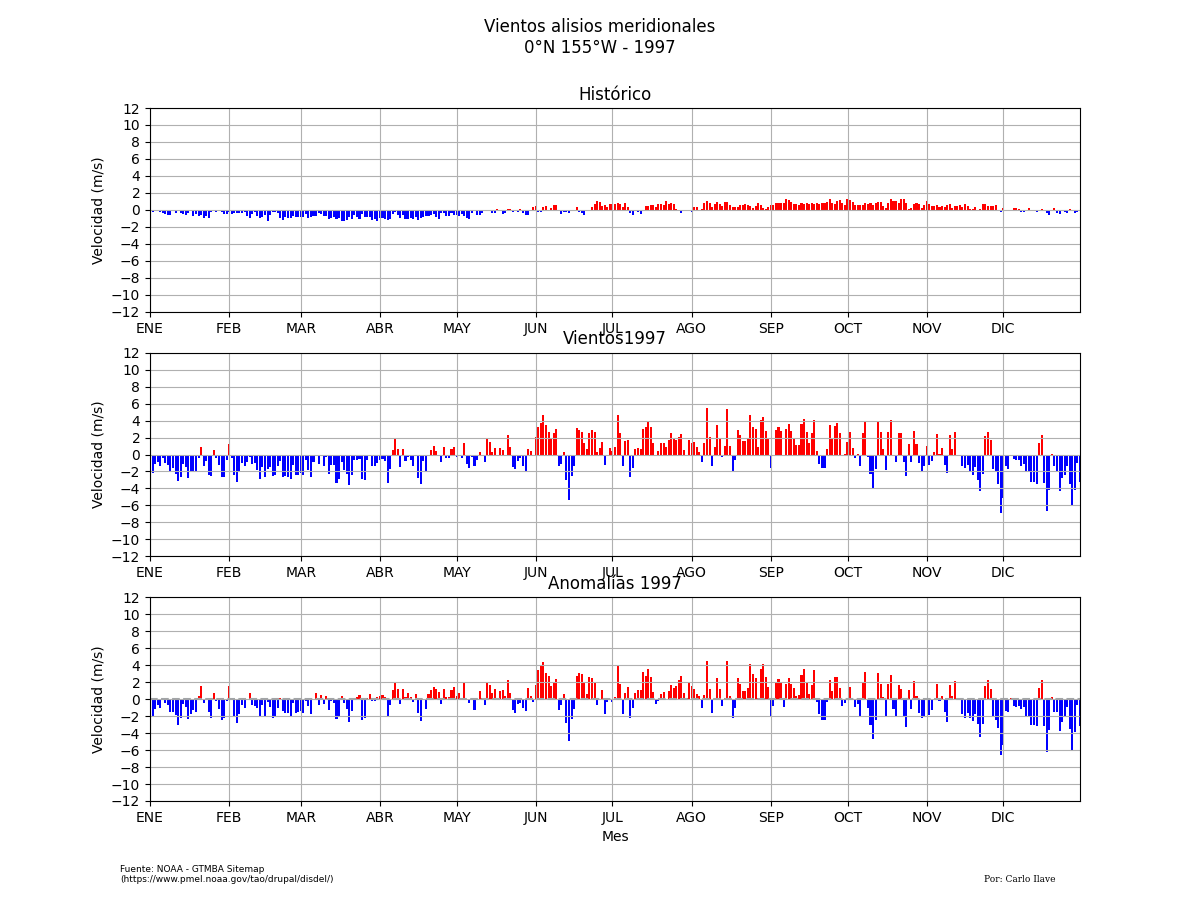 Vientos alisios meridionales
0°N 155°W - 1997
Histórico
12
10
8
6
4
2
0
−2
−4
−6
−8
−10
−12
Velocidad (m/s)
ENE FEB MAR ABR MAY JUN JUL AGO SEP OCT NOV DIC
Vientos1997
12
10
8
6
4
2
0
−2
−4
−6
−8
−10
−12
Velocidad (m/s)
ENE FEB MAR ABR MAY JUN JUL AGO SEP OCT NOV DIC
Anomalías 1997
12
10
8
6
4
2
0
−2
−4
−6
−8
−10
−12
Velocidad (m/s)
ENE FEB MAR ABR MAY JUN JUL AGO SEP OCT NOV DIC
Mes
Fuente: NOAA - GTMBA Sitemap
(https://www.pmel.noaa.gov/tao/drupal/disdel/)
Por: Carlo Ilave